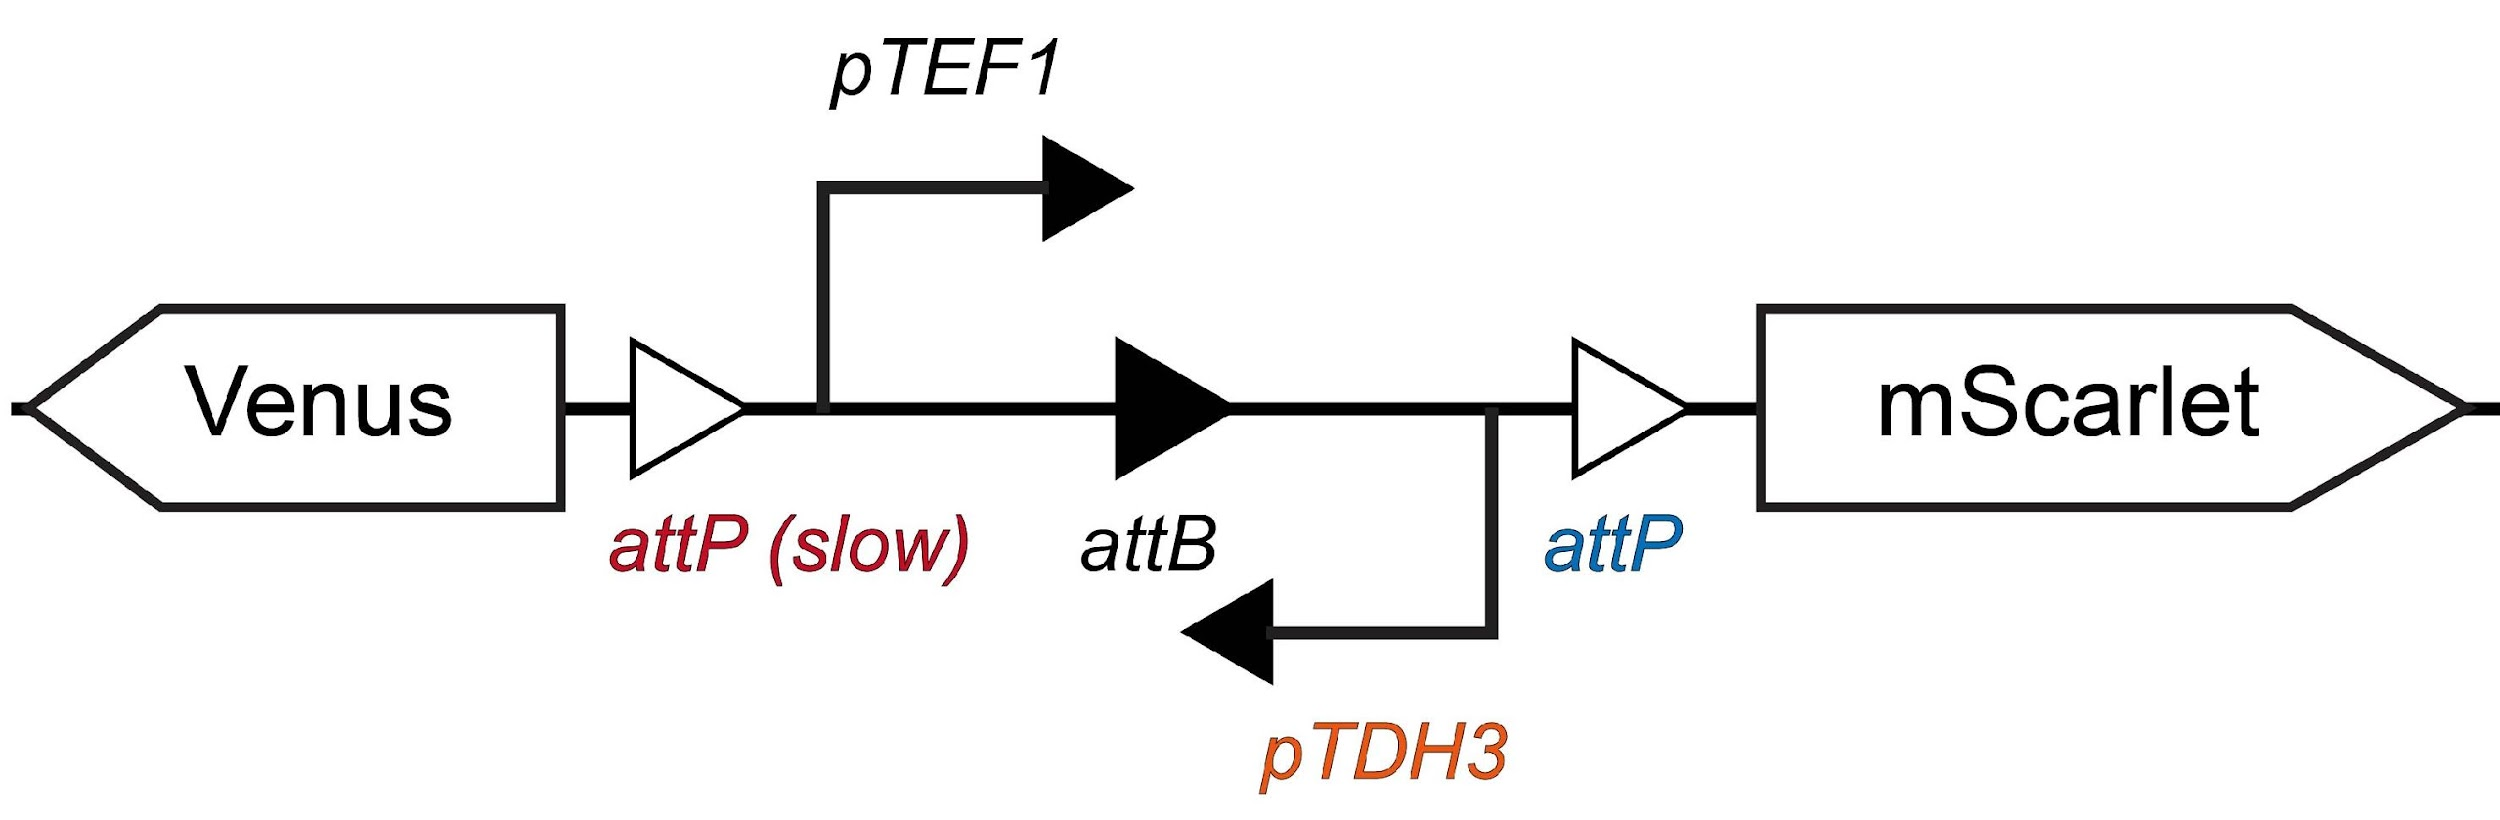 pTEF1
Venus
mScarlet
attP (slow)
attB
attP
pTDH3